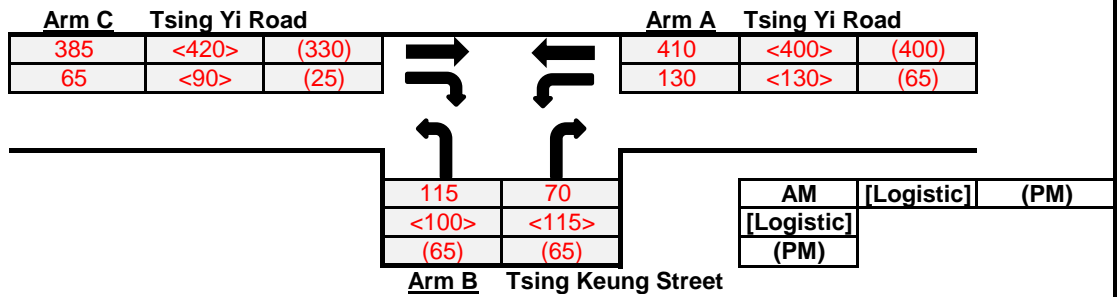 Arm C Tsing Yi Road Arm A Tsing Yi Road
385 <420> (330) 410 <400> (400)
65 <90> (25) 130 <130> (65)
115 70
<100> <115>
(65) (65)
AM [Logistic] (PM)
[Logistic]
(PM)
Arm B Tsing Keung Street